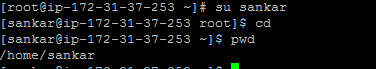 [root@ip-172-31-37-253 ~]# su sankar
[sankar@ip-172-31-37-253 root]$ cd
[sankar@ip-172-31-37-253 ~]$ pwd
/home/sankar